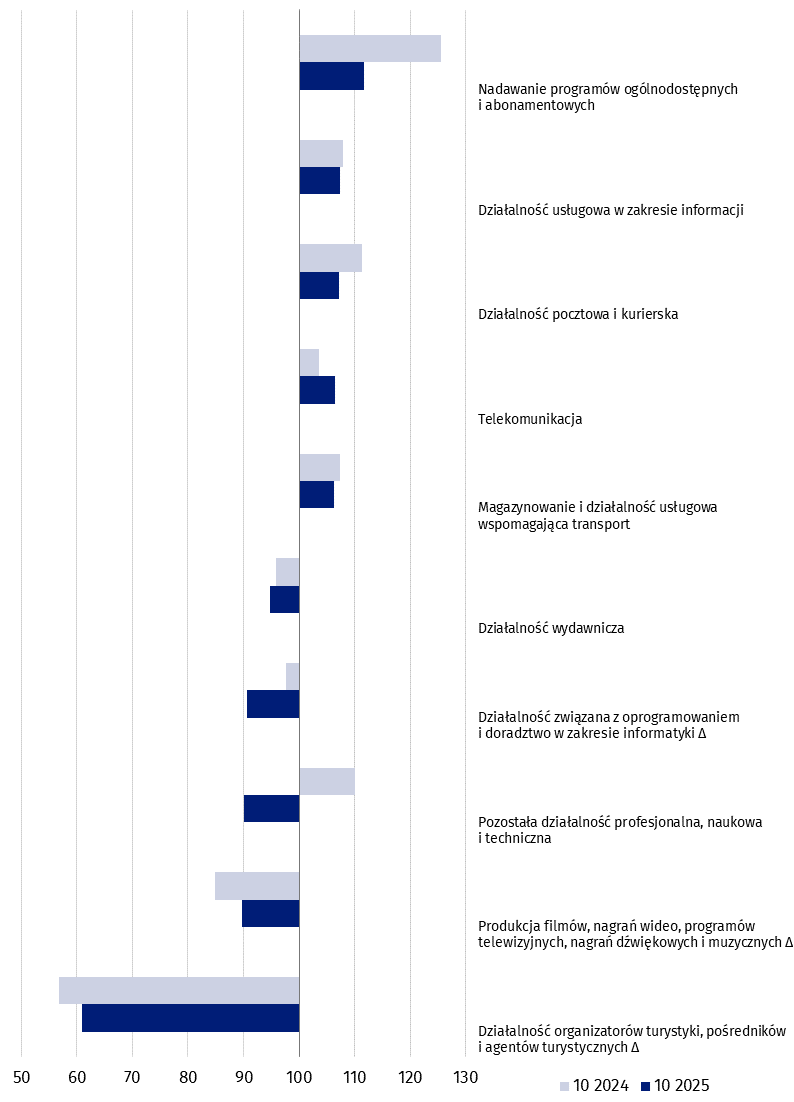 Nadawanie programów ogólnodostępnych
i abonamentowych
Działalność usługowa w zakresie informacji
Działalność pocztowa i kurierska
Telekomunikacja
Magazynowanie i działalność usługowa
wspomagająca transport
Działalność wydawnicza
Działalność związana z oprogramowaniem
i doradztwo w zakresie informatyki Δ
Pozostała działalność profesjonalna, naukowa
i techniczna
Produkcja filmów, nagrań wideo, programów
telewizyjnych, nagrań dźwiękowych i muzycznych Δ
Działalność organizatorów turystyki, pośredników
i agentów turystycznych Δ
50 60 70 80 90 100 110 120 130
10 2024 10 2025